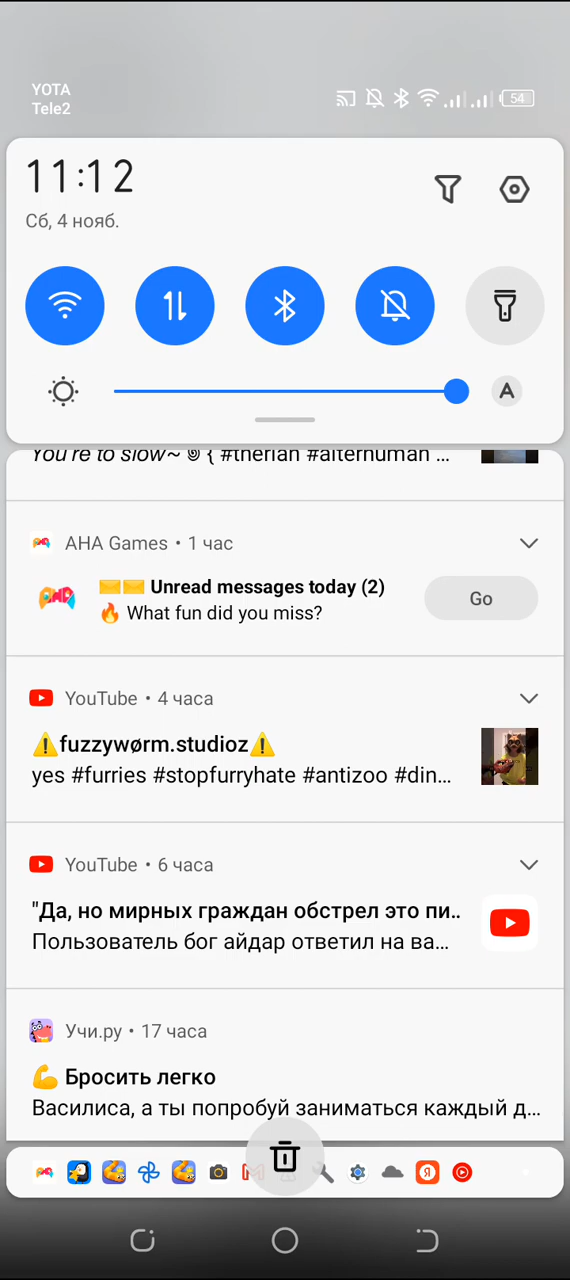 YOTA
Tele2
54
11:12
Сб, 4 нояб.
A
You're to slow~ ꩜ { #therian #alternuman ...
AHA Games • 1 час
✉️✉️ Unread messages today (2)
🔥 What fun did you miss?
Go
YouTube • 4 часа
⚠️fuzzywørm.studioz⚠️
yes #furries #stopfurryhate #antizoo #din...
YouTube • 6 часа
"Да, но мирных граждан обстрел это пи..
Пользователь бог айдар ответил на ва...
Учи.ру • 17 часа
💪 Бросить легко
Василиса, а ты попробуй заниматься каждый д...